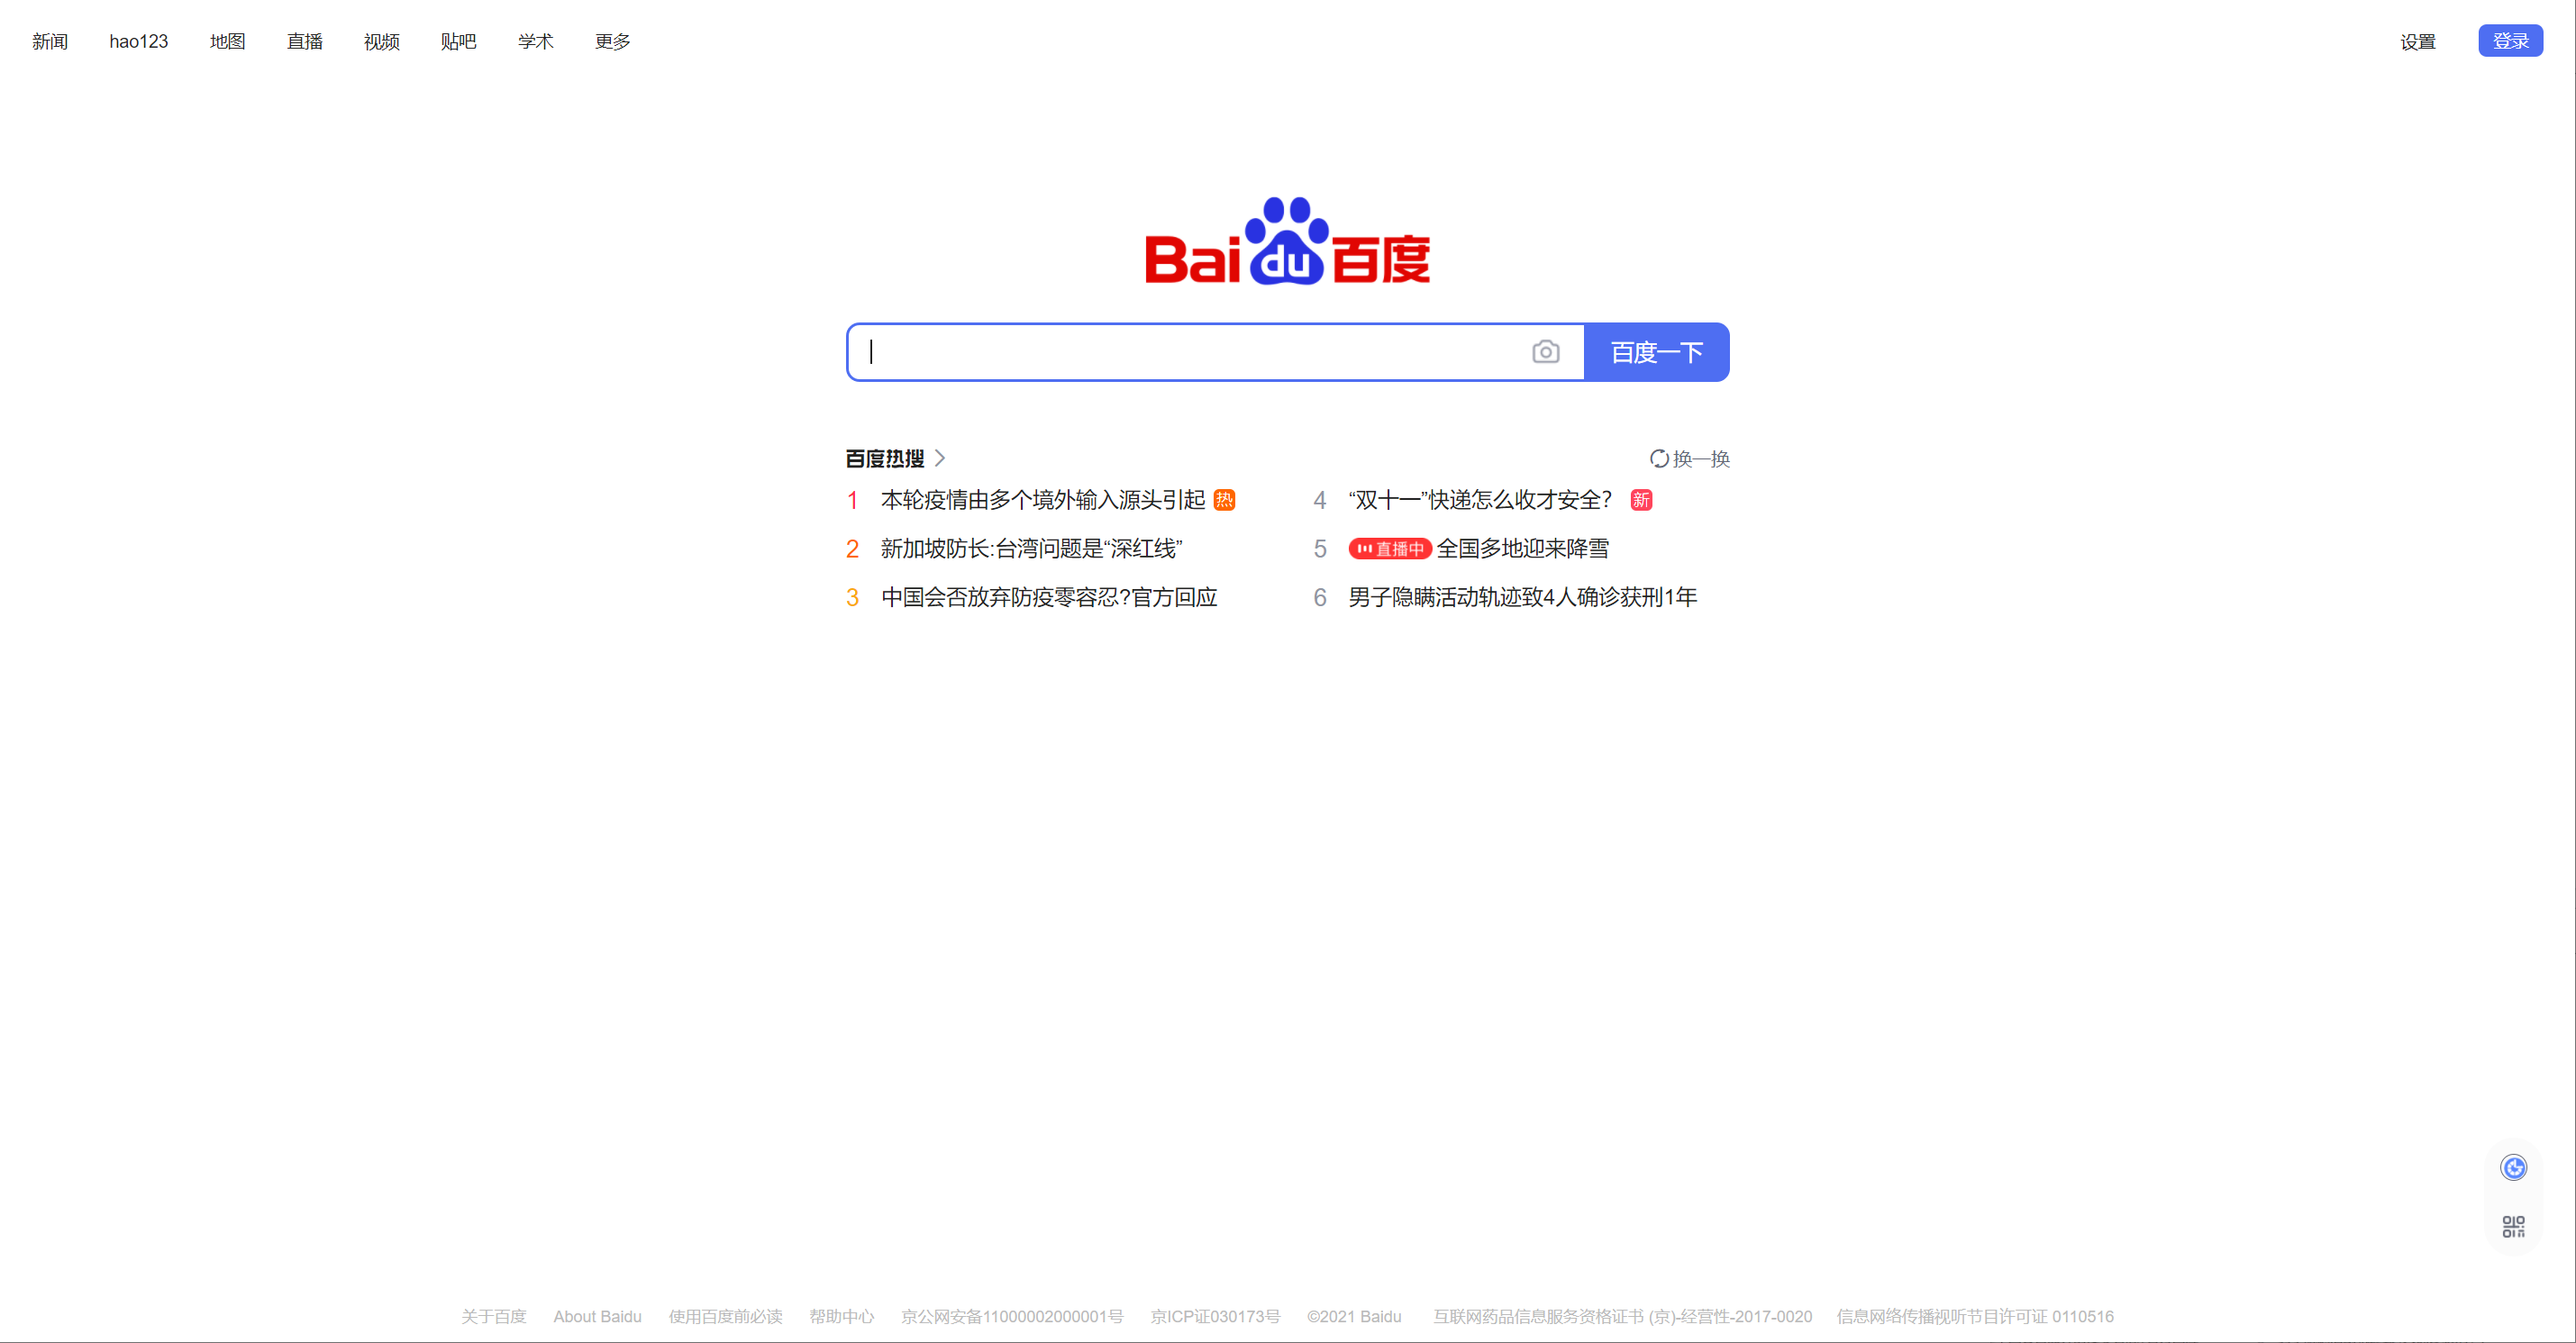 新闻 hao123 地图 直播 视频 贴吧 学术 更多 设置 登录
Bai du 百度
百度一下
百度热搜 换一换
1 本轮疫情由多个境外输入源头引起 热
2 新加坡防长:台湾问题是“深红线”
3 中国会否放弃防疫零容忍?官方回应
4 “双十一”快递怎么收才安全? 新
5 直播中 全国多地迎来降雪
6 男子隐瞒活动轨迹致4人确诊获刑1年
关于百度 About Baidu 使用百度前必读 帮助中心 京公网安备11000002000001号 京ICP证030173号 ©2021 Baidu 互联网药品信息服务资格证书 (京)-经营性-2017-0020 信息网络传播视听节目许可证 0110516